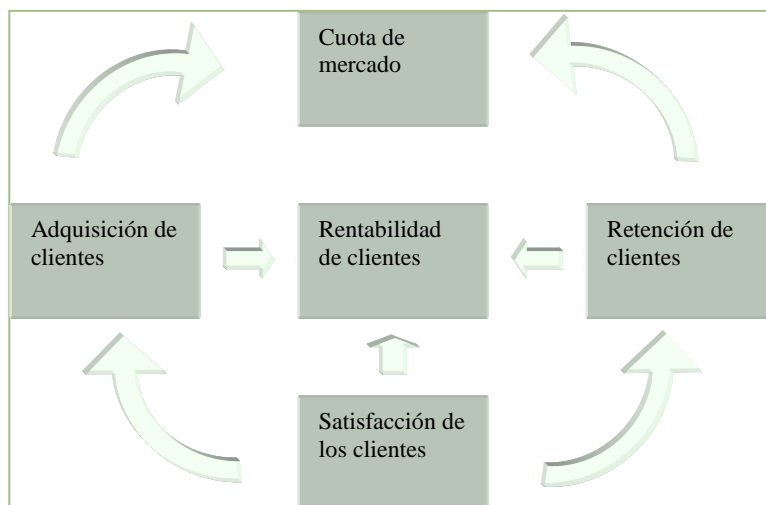 Cuota de
mercado
Adquisición de
clientes
Rentabilidad
de clientes
Retención de
clientes
Satisfacción de
los clientes